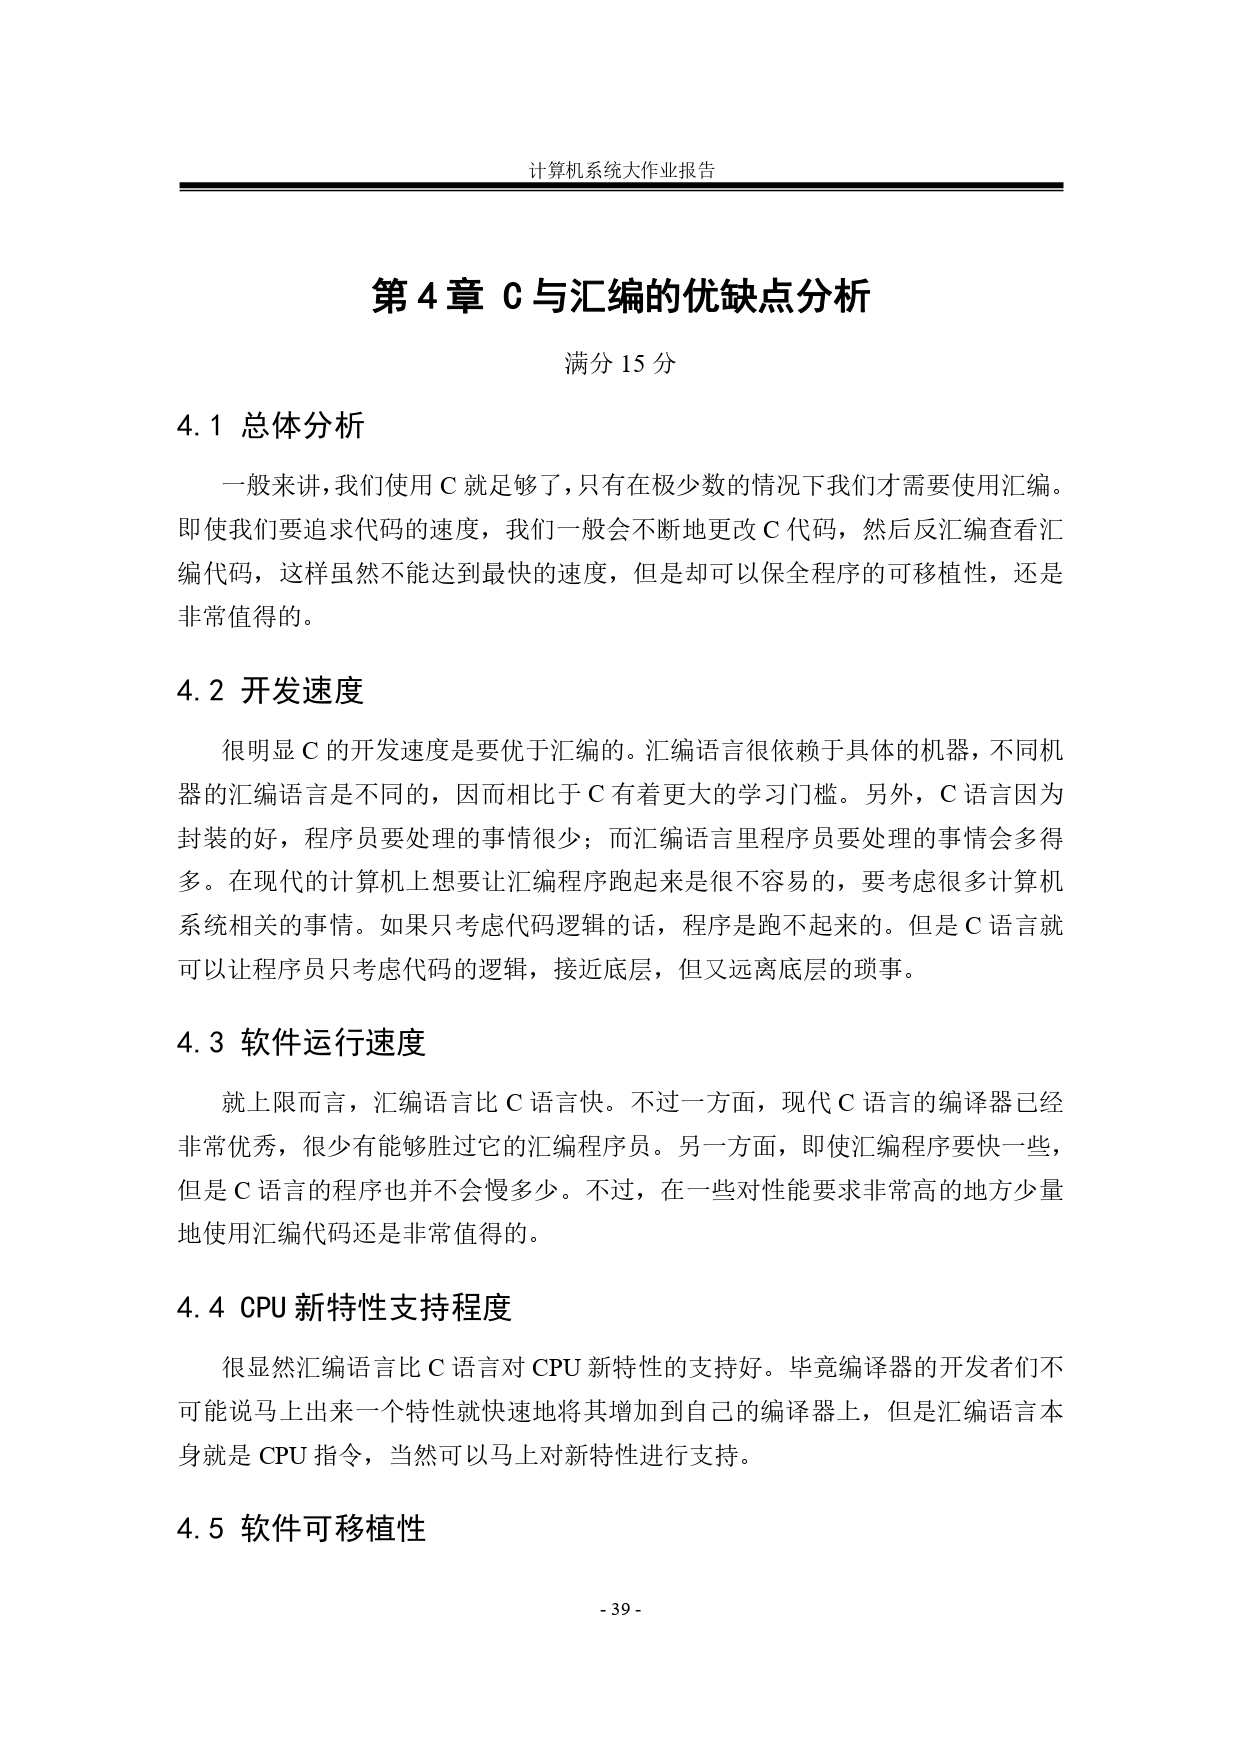 计算机系统大作业报告
第 4 章 C 与汇编的优缺点分析
满分 15 分
4.1 总体分析
一般来讲，我们使用 C 就足够了，只有在极少数的情况下我们才需要使用汇编。
即使我们要追求代码的速度，我们一般会不断地更改 C 代码，然后反汇编查看汇
编代码，这样虽然不能达到最快的速度，但是却可以保全程序的可移植性，还是
非常值得的。
4.2 开发速度
很明显 C 的开发速度是要优于汇编的。汇编语言很依赖于具体的机器，不同机
器的汇编语言是不同的，因而相比于 C 有着更大的学习门槛。另外，C 语言因为
封装的好，程序员要处理的事情很少；而汇编语言里程序员要处理的事情会多得
多。在现代的计算机上想要让汇编程序跑起来是很不容易的，要考虑很多计算机
系统相关的事情。如果只考虑代码逻辑的话，程序是跑不起来的。但是 C 语言就
可以让程序员只考虑代码的逻辑，接近底层，但又远离底层的琐事。
4.3 软件运行速度
就上限而言，汇编语言比 C 语言快。不过一方面，现代 C 语言的编译器已经
非常优秀，很少有能够胜过它的汇编程序员。另一方面，即使汇编程序要快一些，
但是 C 语言的程序也并不会慢多少。不过，在一些对性能要求非常高的地方少量
地使用汇编代码还是非常值得的。
4.4 CPU 新特性支持程度
很显然汇编语言比 C 语言对 CPU 新特性的支持好。毕竟编译器的开发者们不
可能说马上出来一个特性就快速地将其增加到自己的编译器上，但是汇编语言本
身就是 CPU 指令，当然可以马上对新特性进行支持。
4.5 软件可移植性
- 39 -